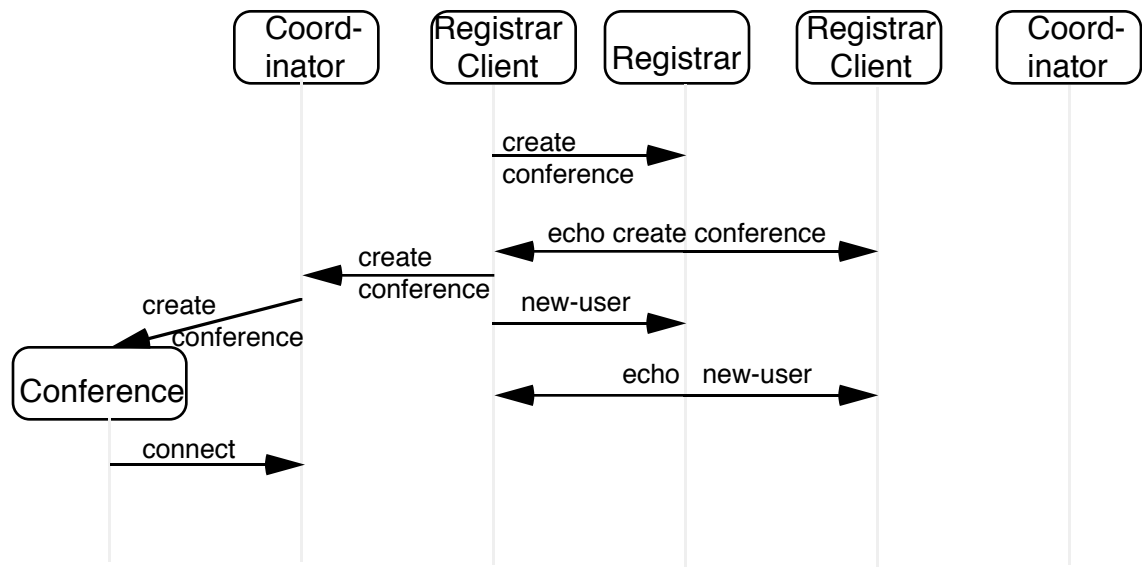 Coord-
inator
Registrar
Client
Registrar
Registrar
Client
Coord-
inator
create
conference
echo create conference
create
conference
new-user
create
conference
Conference
echo new-user
connect